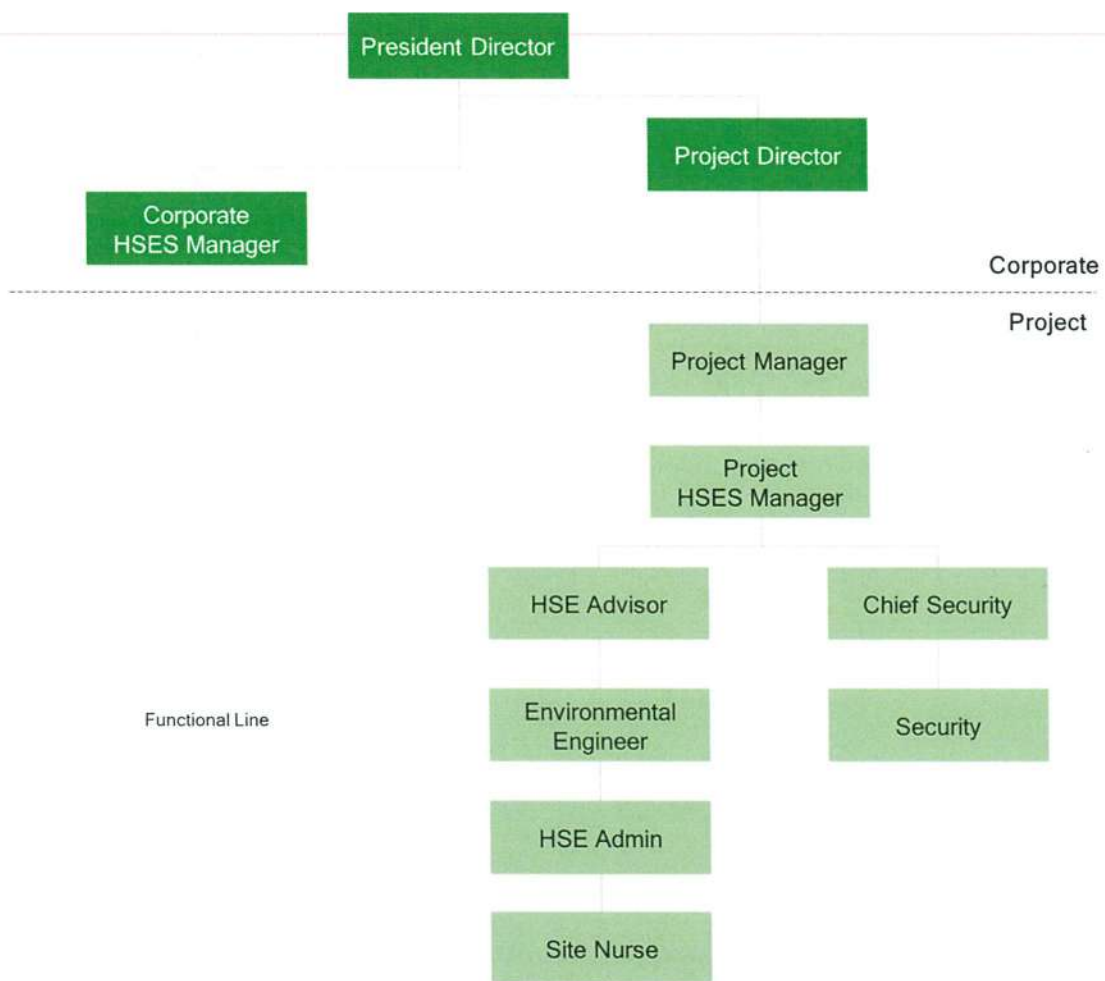 President Director
Project Director
Corporate
HSES Manager
Corporate
Project
Project Manager
Project
HSES Manager
HSE Advisor
Chief Security
Functional Line
Environmental
Engineer
Security
HSE Admin
Site Nurse